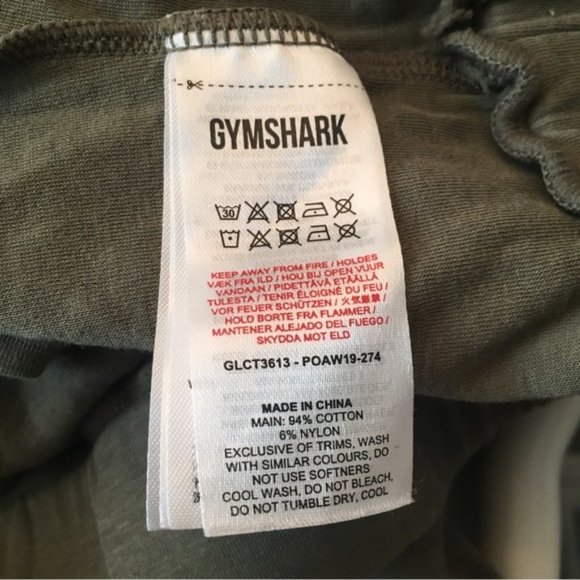 GYMSHARK
30
KEEP AWAY FROM FIRE / HOLDES
VÆK FRA ILD / HOU BIJ OPEN VUUR
VANDAAN / PIDETTÄVÄ ETÄÄLLÄ
TULESTA / TENIR ÉLOIGNÉ DU FEU /
VOR FEUER SCHÜTZEN / 火気厳禁 /
HOLD BORTE FRA FLAMMER /
MANTENER ALEJADO DEL FUEGO /
SKYDDA MOT ELD
GLCT3613 - POAW19-274
MADE IN CHINA
MAIN: 94% COTTON
6% NYLON
EXCLUSIVE OF TRIMS, WASH
WITH SIMILAR COLOURS, DO
NOT USE SOFTNERS
COOL WASH, DO NOT BLEACH,
DO NOT TUMBLE DRY, COOL